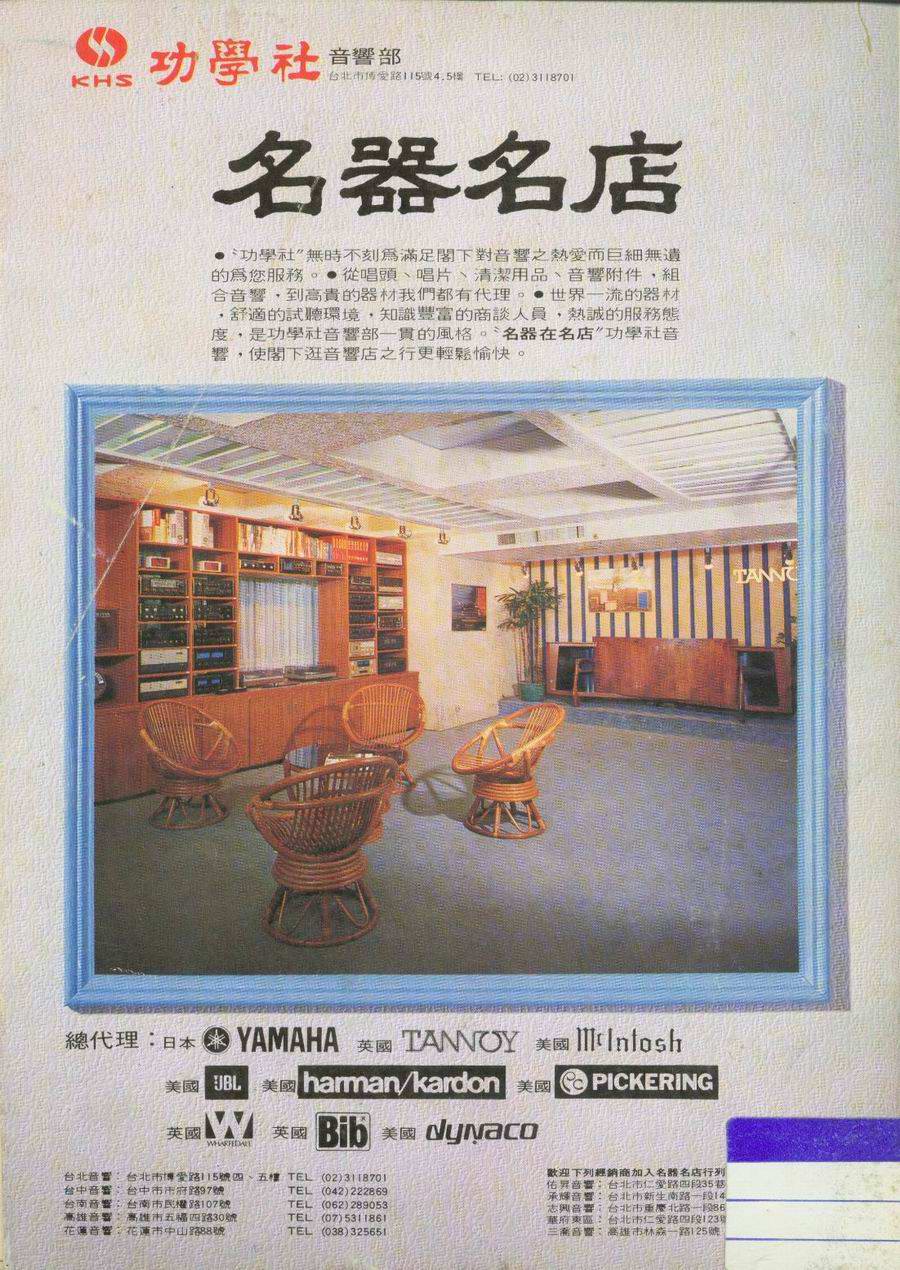 KHS 功學社 音響部
台北市博愛路115號4.5樓 TEL: (02)3118701
名器名店
●〝功學社〞無時不刻爲滿足閣下對音響之熱愛而巨細無遺
的爲您服務。●從唱頭、唱片、清潔用品、音響附件，組
合音響，到高貴的器材我們都有代理。●世界一流的器材
，舒適的試聽環境，知識豐富的商談人員，熱誠的服務態
度，是功學社音響部一貫的風格。〝名器在名店〞功學社音
響，使閣下逛音響店之行更輕鬆愉快。
TANNO
總代理：日本 YAMAHA 英國 TANNOY 美國 McIntosh
美國 JBL 美國 harman/kardon 美國 PICKERING
英國 W WHARFEDALE 英國 Bib 美國 dynaco
台北音響：台北市博愛路115號四、五樓 TEL (02)3118701
台中音響：台中市市府路97號 TEL (042)222869
台南音響：台南市民權路107號 TEL (062)289053
高雄音響：高雄市五福四路30號 TEL (07)5311861
花蓮音響：花蓮市中山路88號 TEL (038)325651
歡迎下列經銷商加入名器名店行列
佑昇音響：台北市仁愛路四段35巷
承輝音響：台北市新生南路一段14
志興音響：台北市重慶北路一段86
華府東區：台北市仁愛路四段123
三滝音響：高雄市林森一路125號